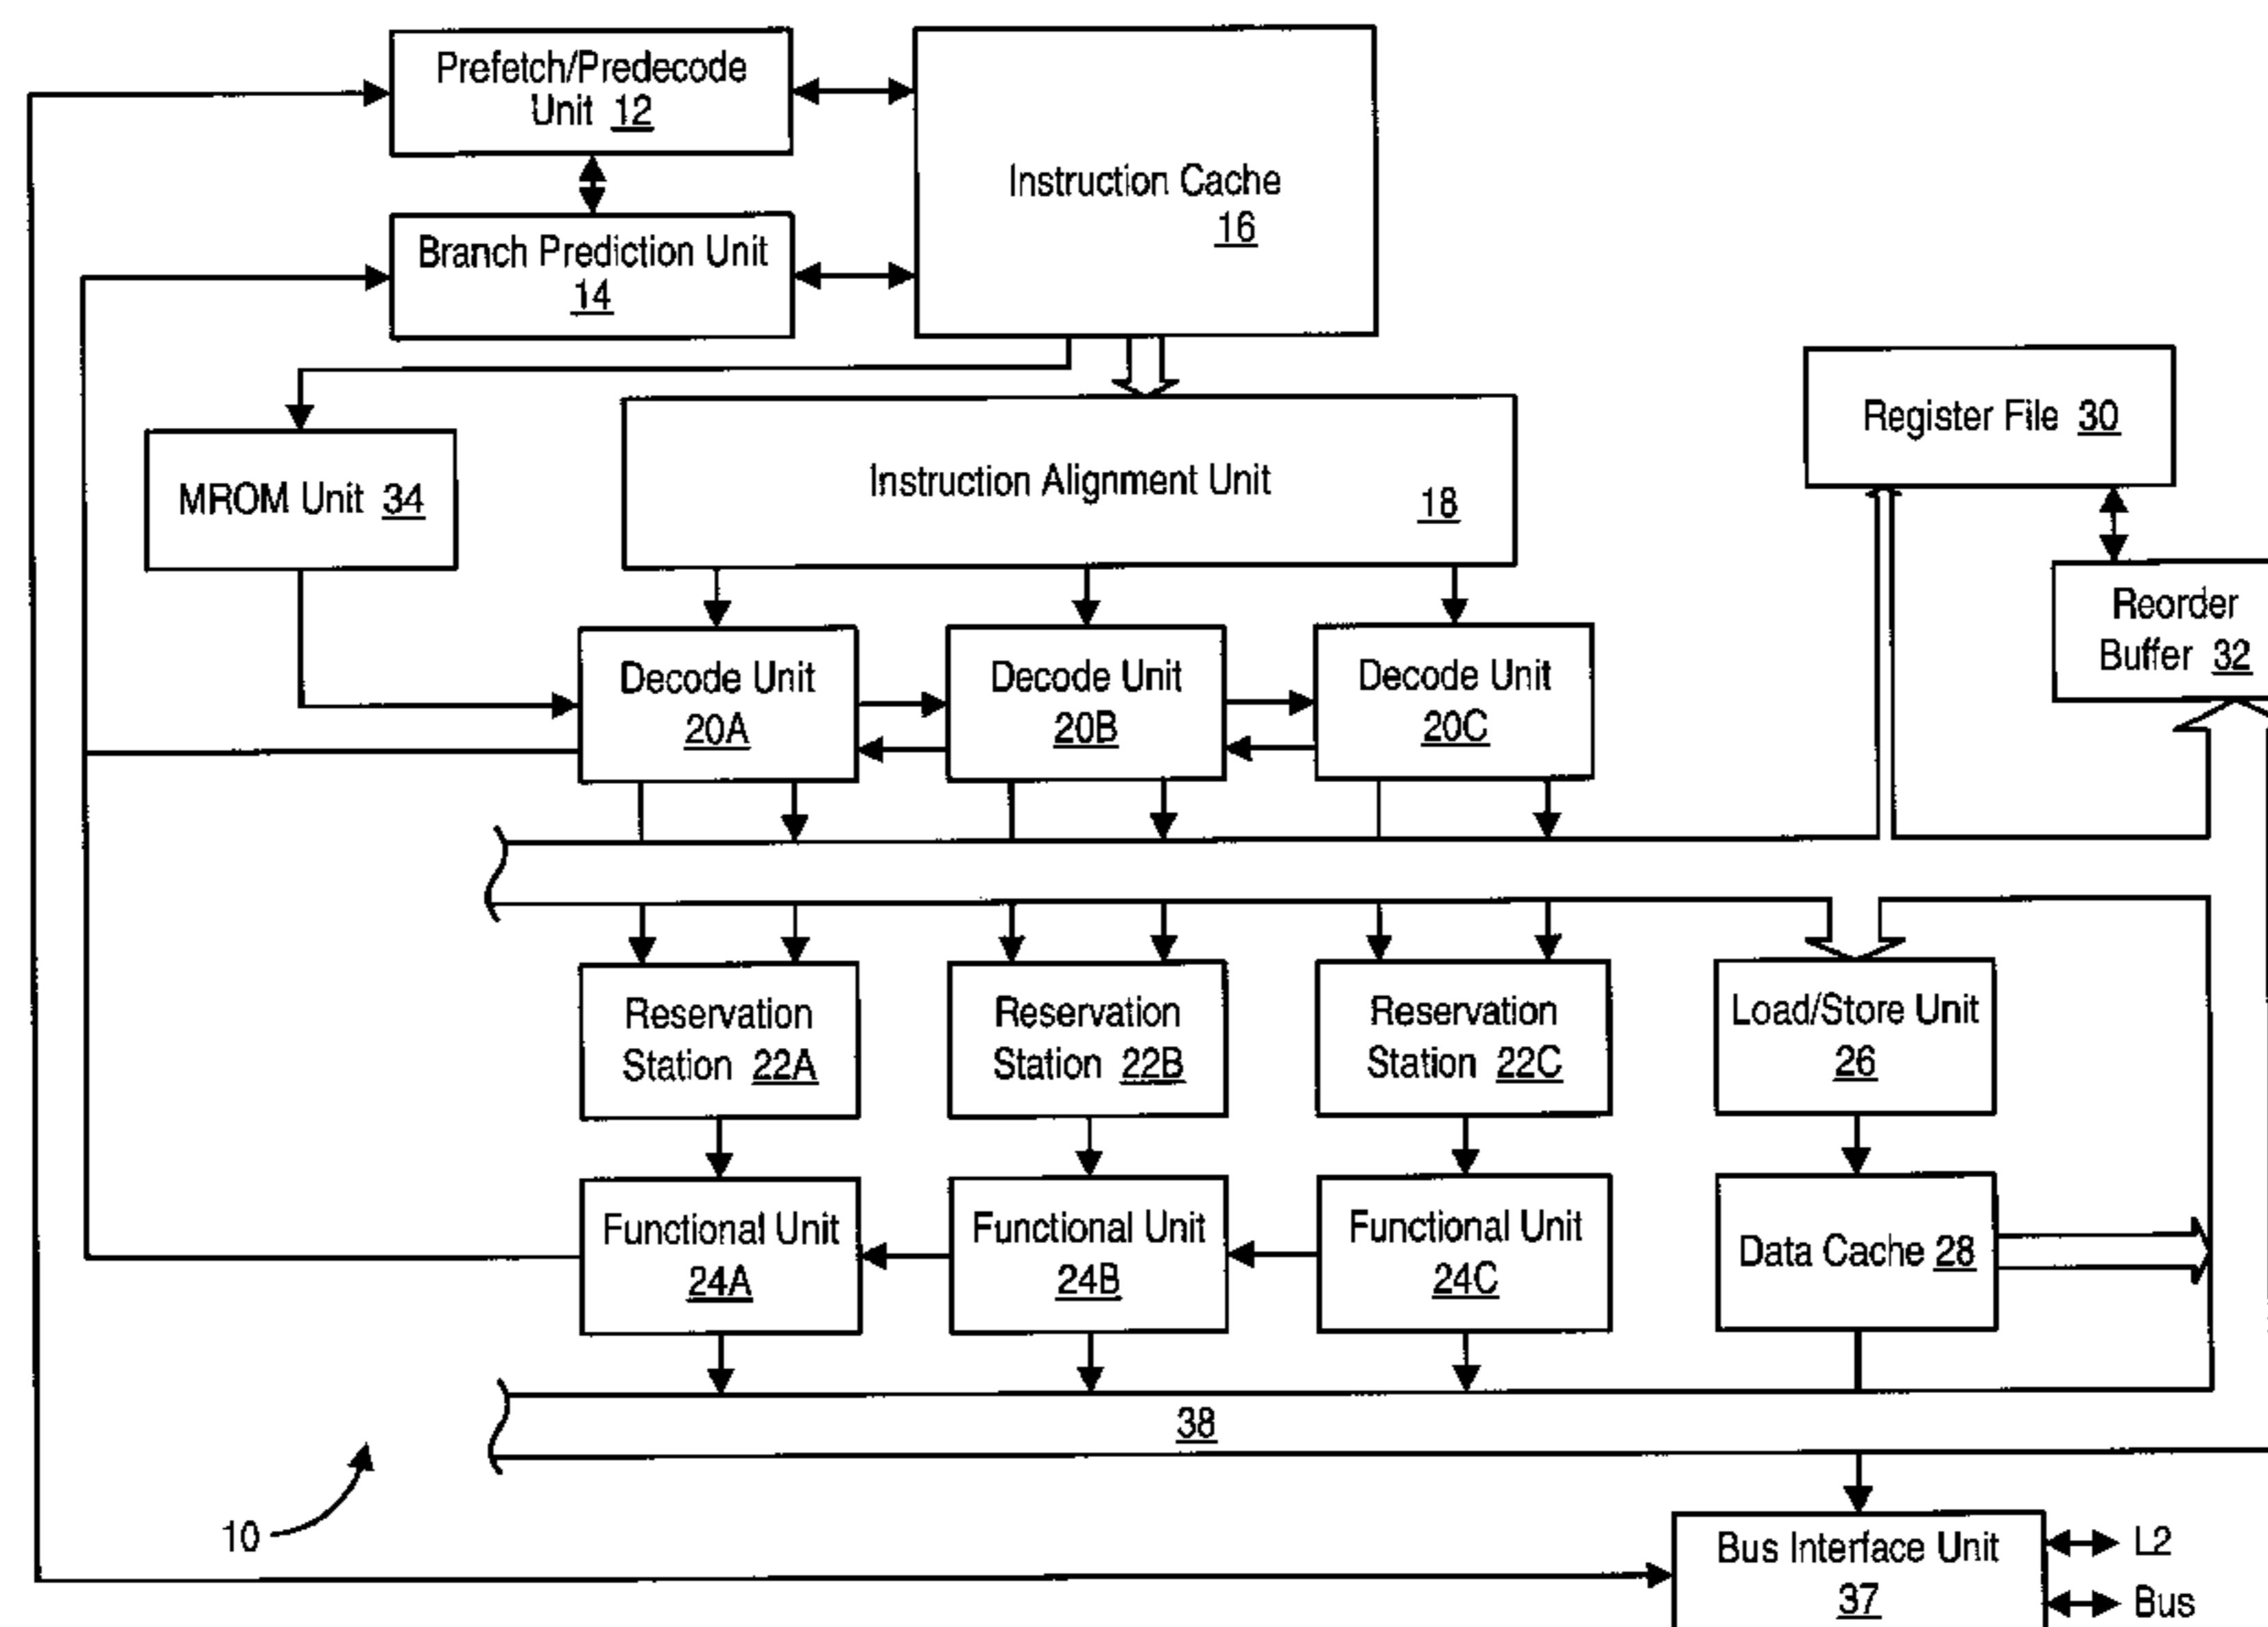 Prefetch/Predecode
Unit 12
Instruction Cache
16
Branch Prediction Unit
14
Register File 30
MROM Unit 34
Instruction Alignment Unit
18
Reorder
Buffer 32
Decode Unit
20A
Decode Unit
20B
Decode Unit
20C
Reservation
Station 22A
Reservation
Station 22B
Reservation
Station 22C
Load/Store Unit
26
Functional Unit
24A
Functional Unit
24B
Functional Unit
24C
Data Cache 28
38
10
Bus Interface Unit
37
L2
Bus